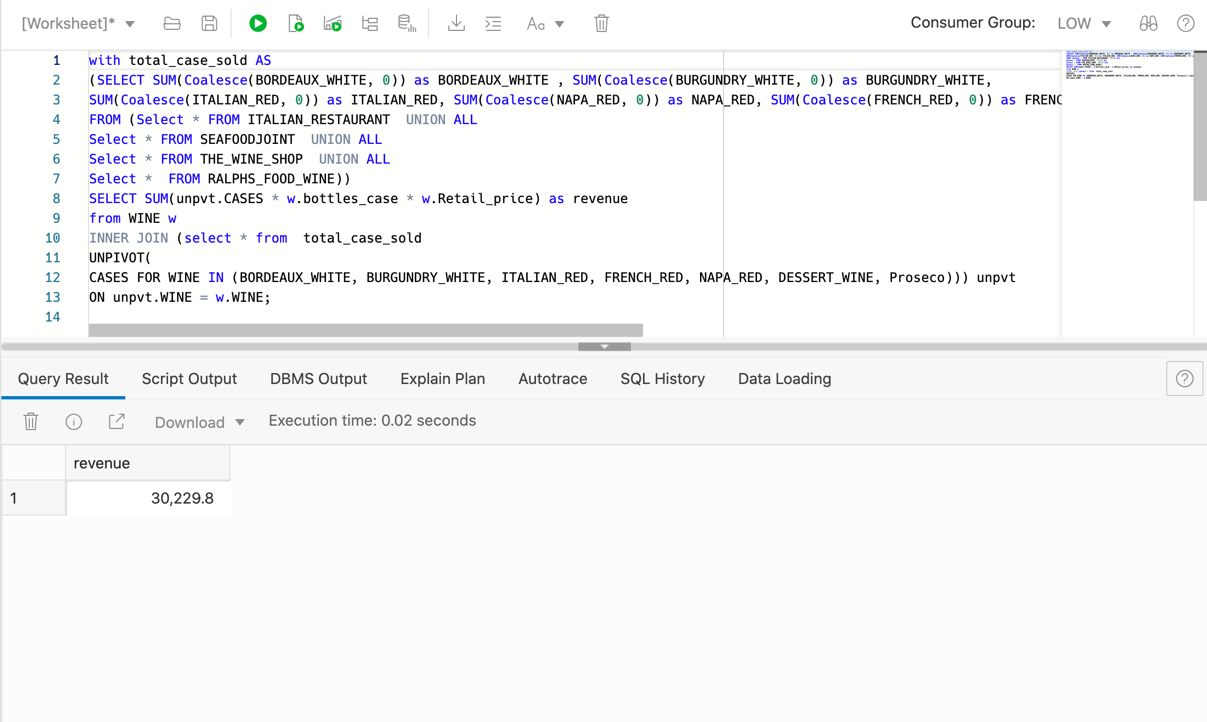 [Worksheet]* Aa Consumer Group: LOW
1 with total_case_sold AS
2 (SELECT SUM(Coalesce(BORDEAUX_WHITE, 0)) as BORDEAUX_WHITE , SUM(Coalesce(BURGUNDRY_WHITE, 0)) as BURGUNDRY_WHITE,
3 SUM(Coalesce(ITALIAN_RED, 0)) as ITALIAN_RED, SUM(Coalesce(NAPA_RED, 0)) as NAPA_RED, SUM(Coalesce(FRENCH_RED, 0)) as FRENC
4 FROM (Select * FROM ITALIAN_RESTAURANT  UNION ALL
5 Select * FROM SEAFOODJOINT  UNION ALL
6 Select * FROM THE_WINE_SHOP  UNION ALL
7 Select *  FROM RALPHS_FOOD_WINE))
8 SELECT SUM(unpvt.CASES * w.bottles_case * w.Retail_price) as revenue
9 from WINE w
10 INNER JOIN (select * from  total_case_sold
11 UNPIVOT(
12 CASES FOR WINE IN (BORDEAUX_WHITE, BURGUNDRY_WHITE, ITALIAN_RED, FRENCH_RED, NAPA_RED, DESSERT_WINE, Proseco))) unpvt
13 ON unpvt.WINE = w.WINE;
14
Query Result Script Output DBMS Output Explain Plan Autotrace SQL History Data Loading
Download Execution time: 0.02 seconds
revenue
1 30,229.8